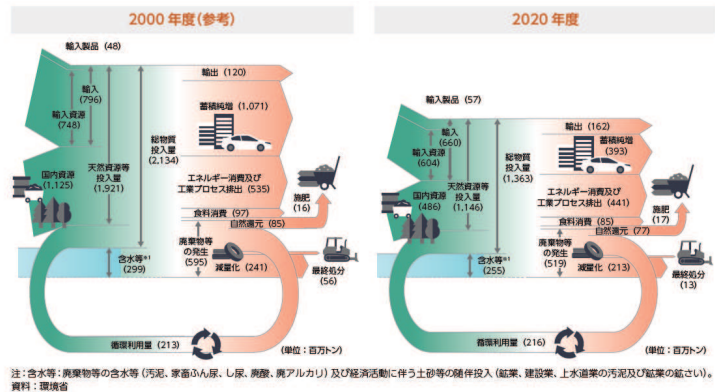 2000 年度(参考)
輸入製品 (48)
輸入
(796)
輸入資源
(748)
国内資源
(1,125)
天然資源等
投入量
(1,921)
総物質
投入量
(2,134)
含水等※1
(299)
輸出 (120)
蓄積純増 (1,071)
エネルギー消費及び
工業プロセス排出 (535)
食料消費 (97)
自然還元 (85)
施肥
(16)
廃棄物等
の発生
(595)
減量化 (241)
最終処分
(56)
循環利用量 (213)
(単位:百万トン)
2020 年度
輸入製品 (57)
輸入
(660)
輸入資源
(604)
国内資源
(486)
天然資源等
投入量
(1,146)
総物質
投入量
(1,363)
含水等※1
(255)
輸出 (162)
蓄積純増
(393)
エネルギー消費及び
工業プロセス排出 (441)
食料消費 (85)
自然還元 (77)
施肥
(17)
廃棄物等
の発生
(519)
減量化 (213)
最終処分
(13)
循環利用量 (216)
(単位:百万トン)
注:含水等:廃棄物等の含水等(汚泥、家畜ふん尿、し尿、廃酸、廃アルカリ)及び経済活動に伴う土砂等の随伴投入(鉱業、建設業、上水道業の汚泥及び鉱業の鉱さい)。
資料:環境省